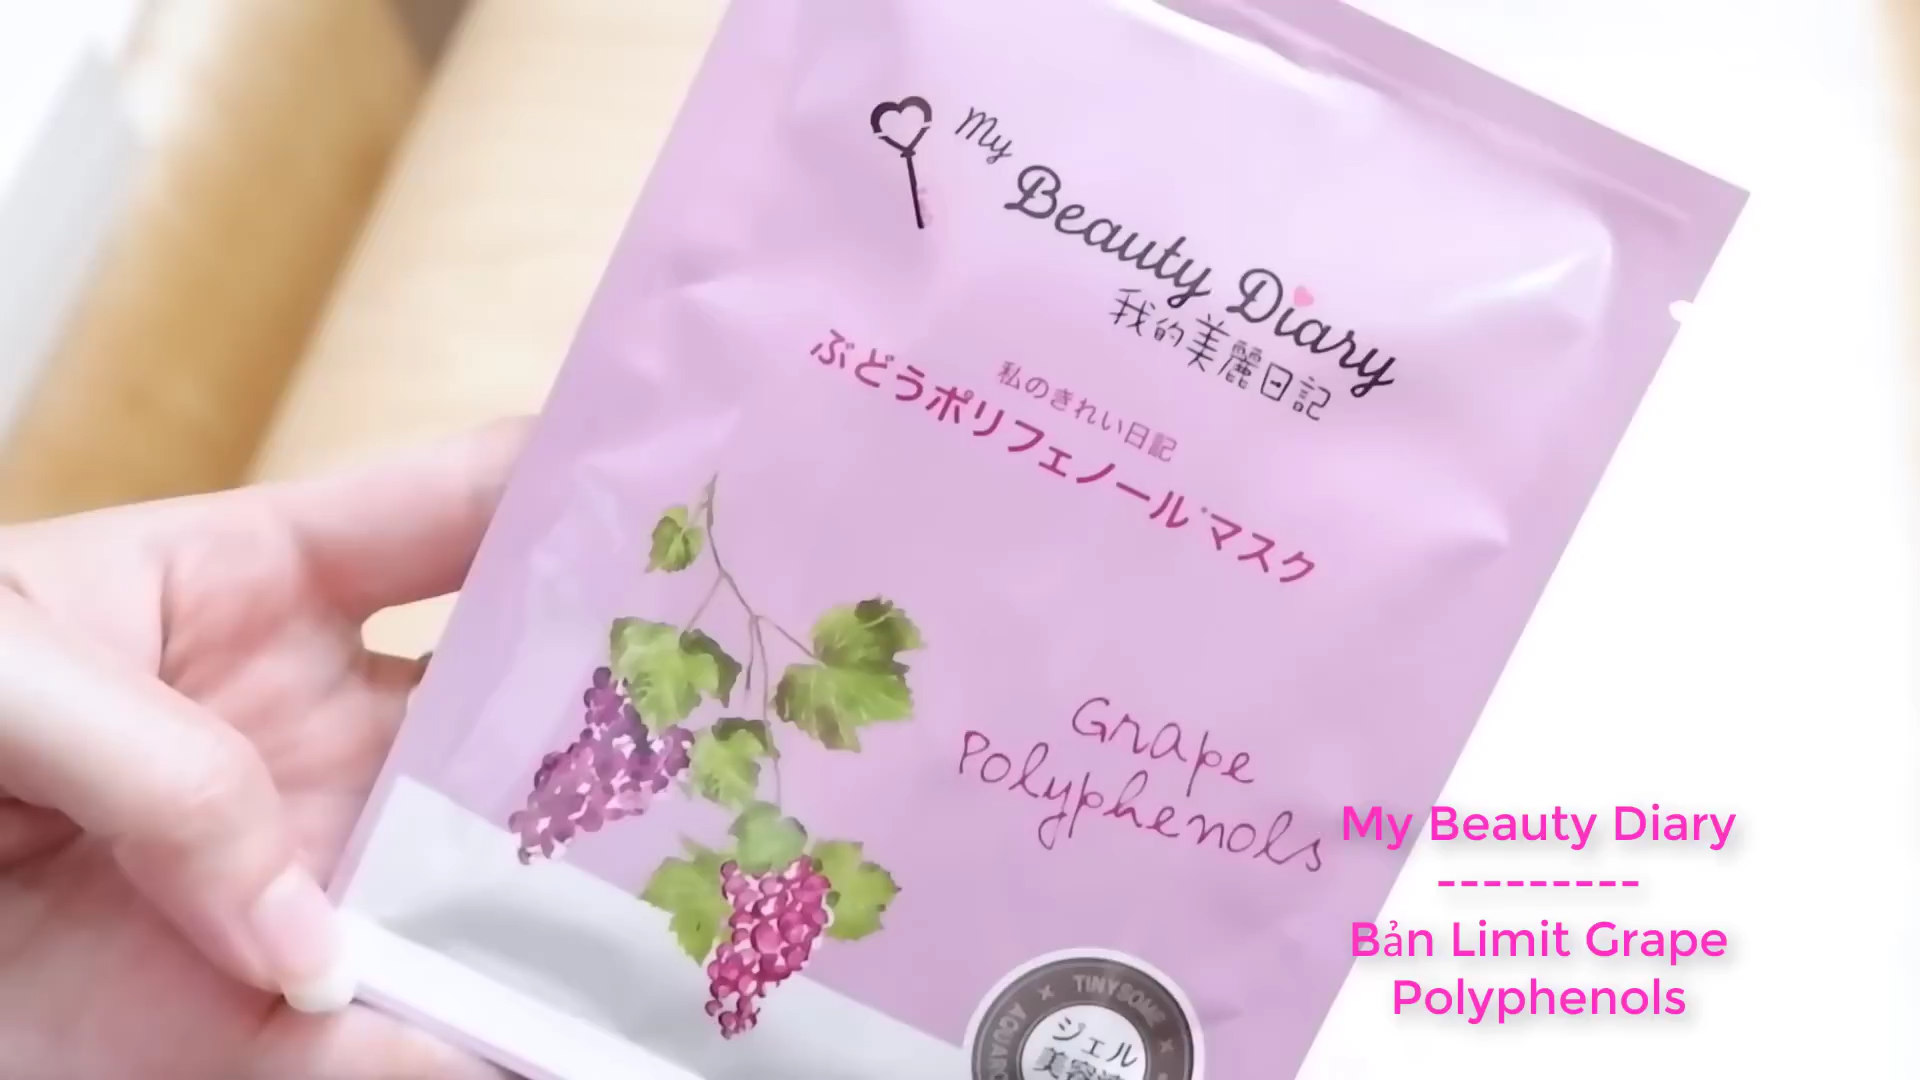 My
Beauty Diary
我的美麗日記
私のきれい日記
ぶどうポリフェノール*マスク
Grape
Polyphenols
TINYSOME
ジェル
My Beauty Diary
---------
Bản Limit Grape
Polyphenols